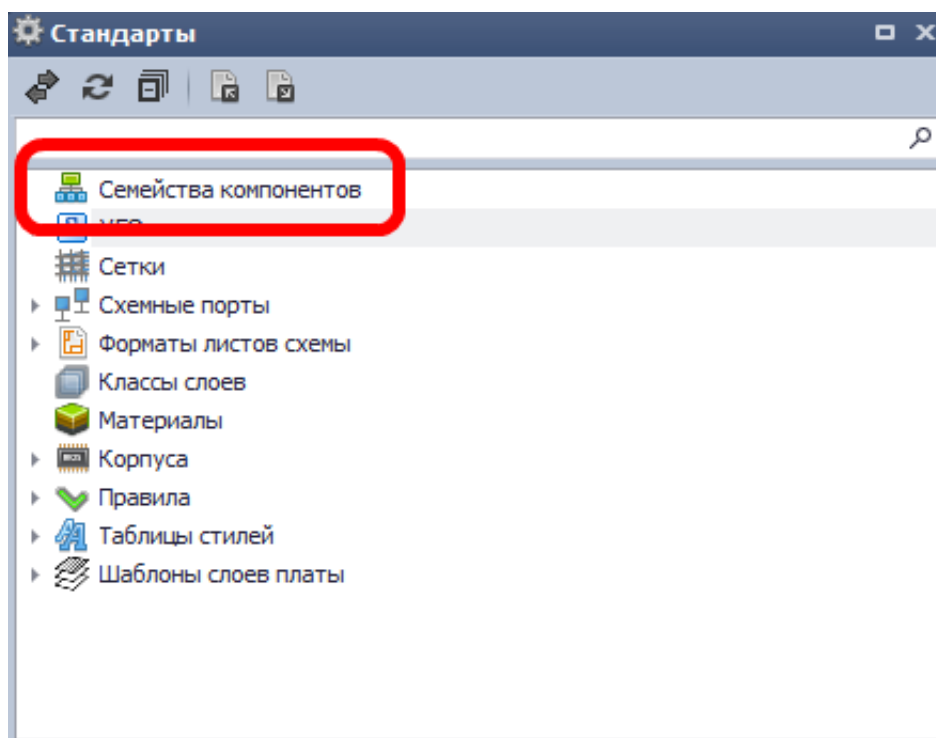 Стандарты
Семейства компонентов
Сетки
Схемные порты
Форматы листов схемы
Классы слоев
Материалы
Корпуса
Правила
Таблицы стилей
Шаблоны слоев платы